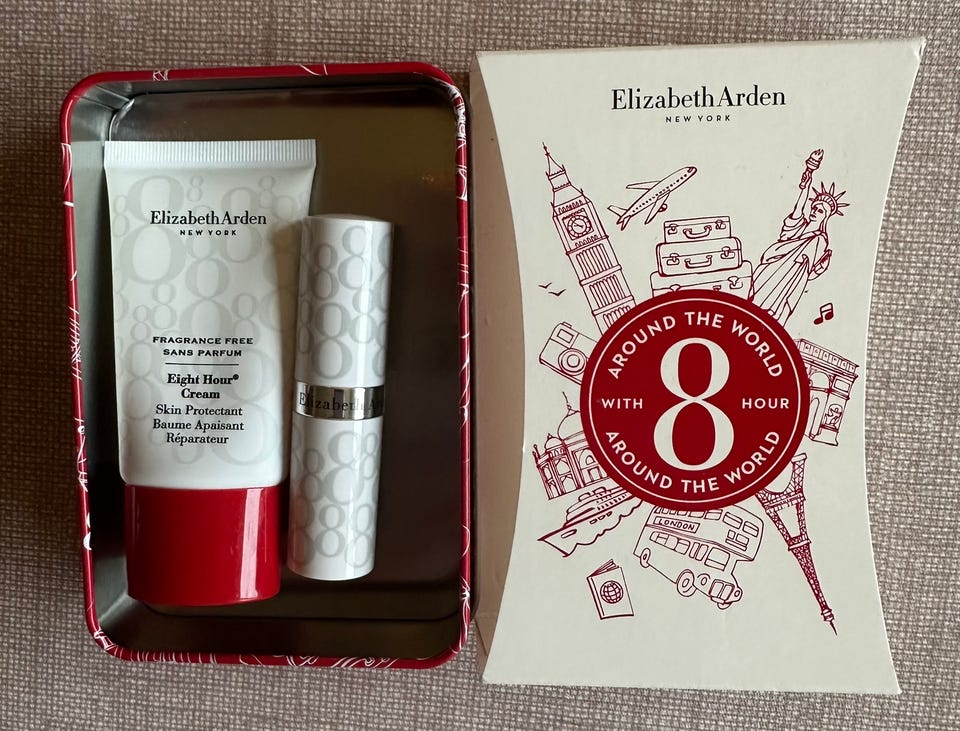 Elizabeth Arden
NEW YORK
FRAGRANCE FREE
SANS PARFUM
Eight Hour®
Cream
Skin Protectant
Baume Apaisant
Réparateur
Elizabeth Ar
Elizabeth Arden
NEW YORK
AROUND THE WORLD
WITH 8 HOUR
AROUND THE WORLD
LONDON